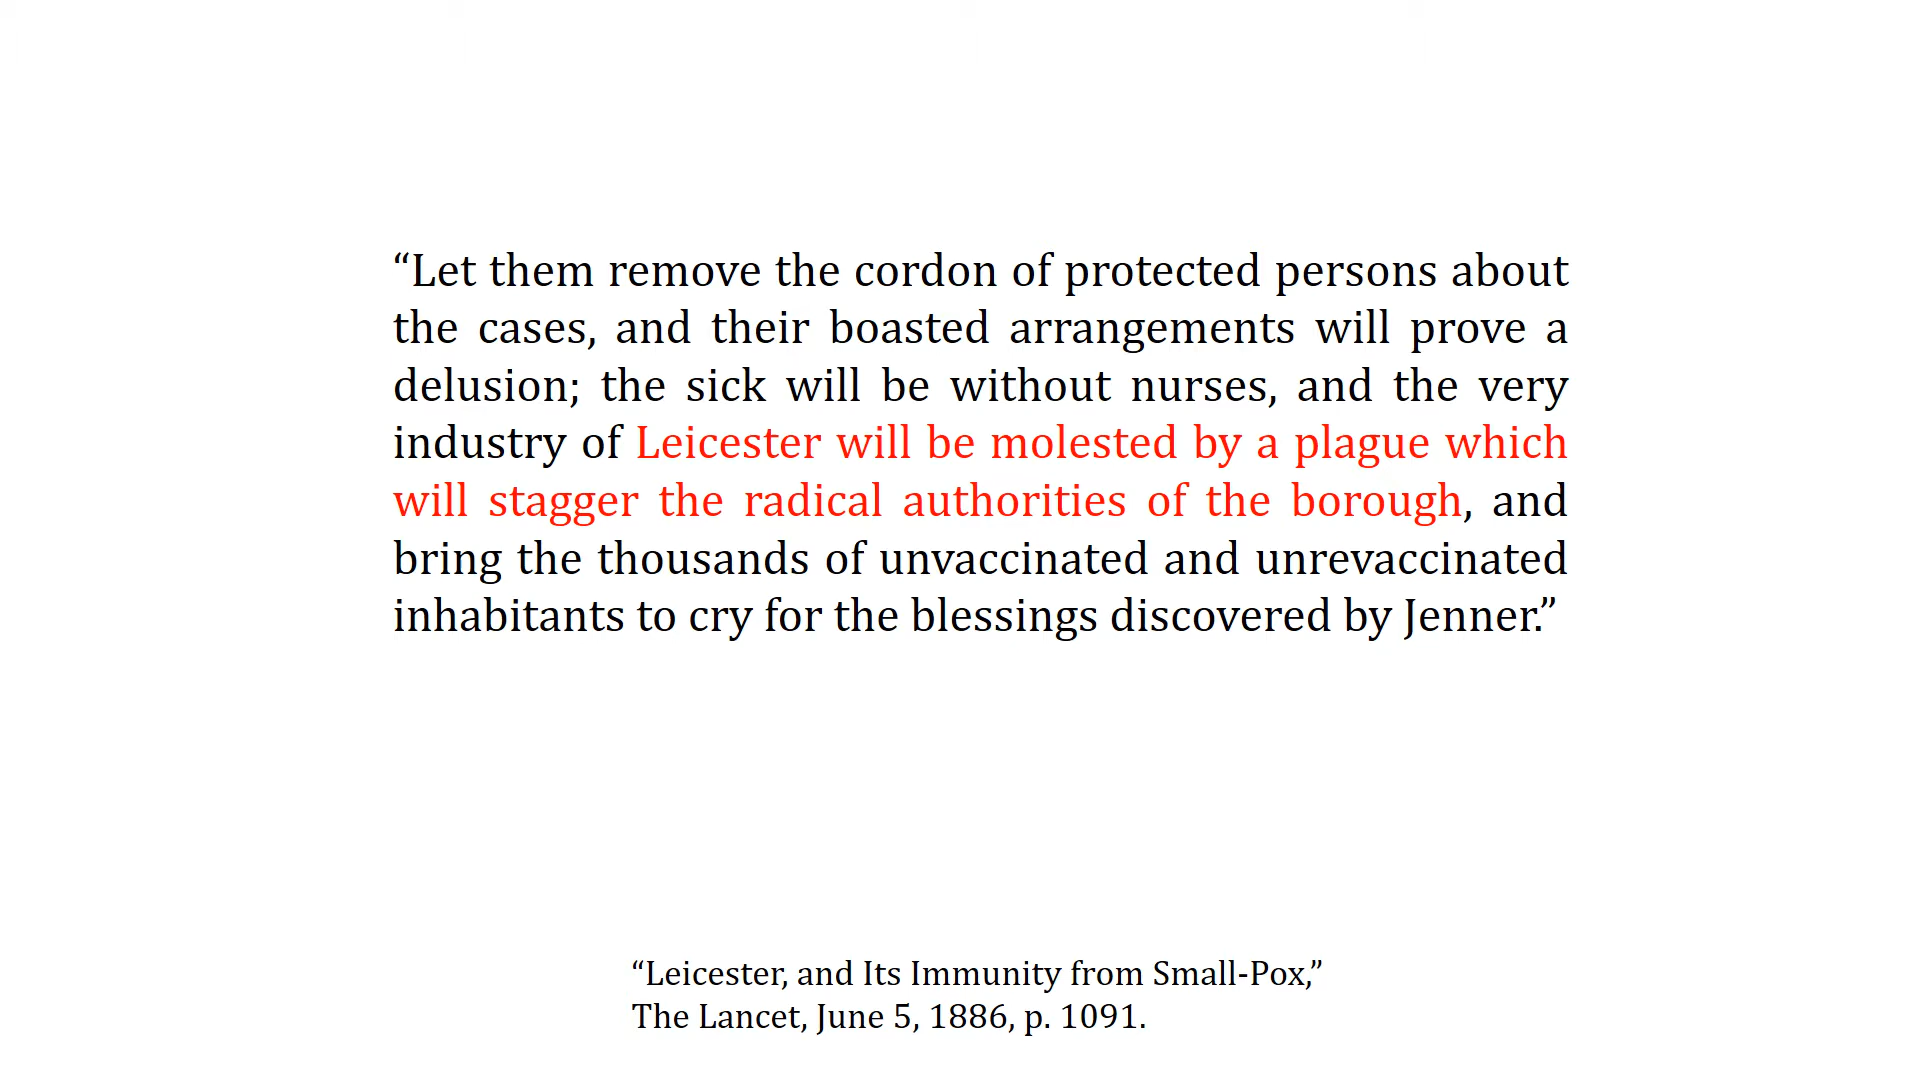 “Let them remove the cordon of protected persons about
the cases, and their boasted arrangements will prove a
delusion; the sick will be without nurses, and the very
industry of Leicester will be molested by a plague which
will stagger the radical authorities of the borough, and
bring the thousands of unvaccinated and unrevaccinated
inhabitants to cry for the blessings discovered by Jenner.”
“Leicester, and Its Immunity from Small-Pox,”
The Lancet, June 5, 1886, p. 1091.